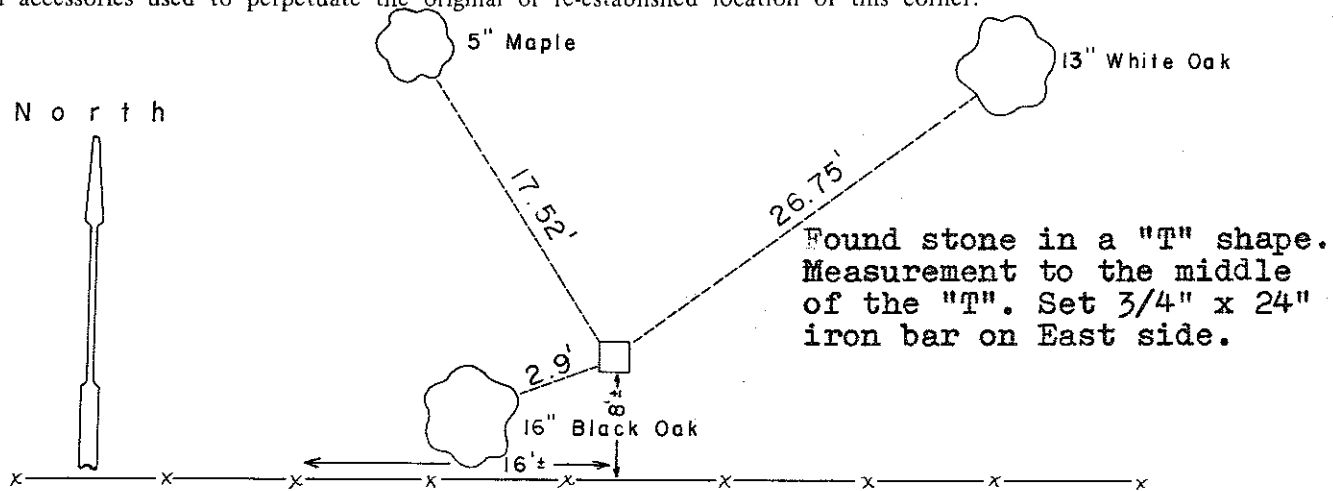 accessories used to perpetuate the original or re-established location of this corner.
5" Maple
13" White Oak
North
17.52'
26.75'
Found stone in a "T" shape.
Measurement to the middle
of the "T". Set 3/4" x 24"
iron bar on East side.
2.9'
8'±
16" Black Oak
16'±
x x x x x x x x x